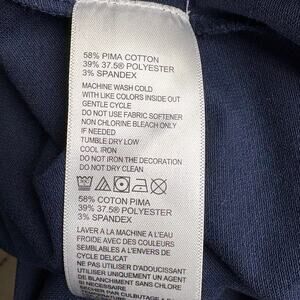 58% PIMA COTTON
39% 37.5® POLYESTER
3% SPANDEX
MACHINE WASH COLD
WITH LIKE COLORS INSIDE OUT
GENTLE CYCLE
DO NOT USE FABRIC SOFTENER
NON CHLORINE BLEACH ONLY
IF NEEDED
TUMBLE DRY LOW
COOL IRON
DO NOT IRON THE DECORATION
DO NOT DRY CLEAN
58% COTON PIMA
39% 37.5® POLYESTER
3% SPANDEX
LAVER A LA MACHINE A L'EAU
FROIDE AVEC DES COULEURS
SEMBLABLES EN L'ENVERS EN
CYCLE DELICAT
NE PAS UTILISER D'ADOUCISSANT
UTILISER UNIQUEMENT UN AGENT
DE BLANCHIMENT SANS CHLORE
SI NECESSAIRE